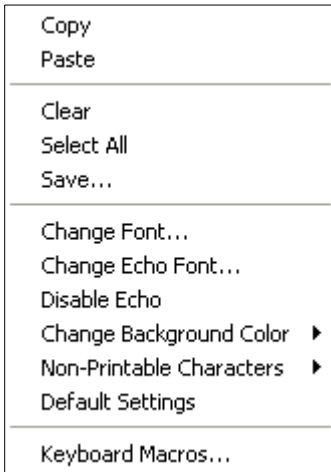 Copy
Paste
Clear
Select All
Save...
Change Font...
Change Echo Font...
Disable Echo
Change Background Color
Non-Printable Characters
Default Settings
Keyboard Macros...